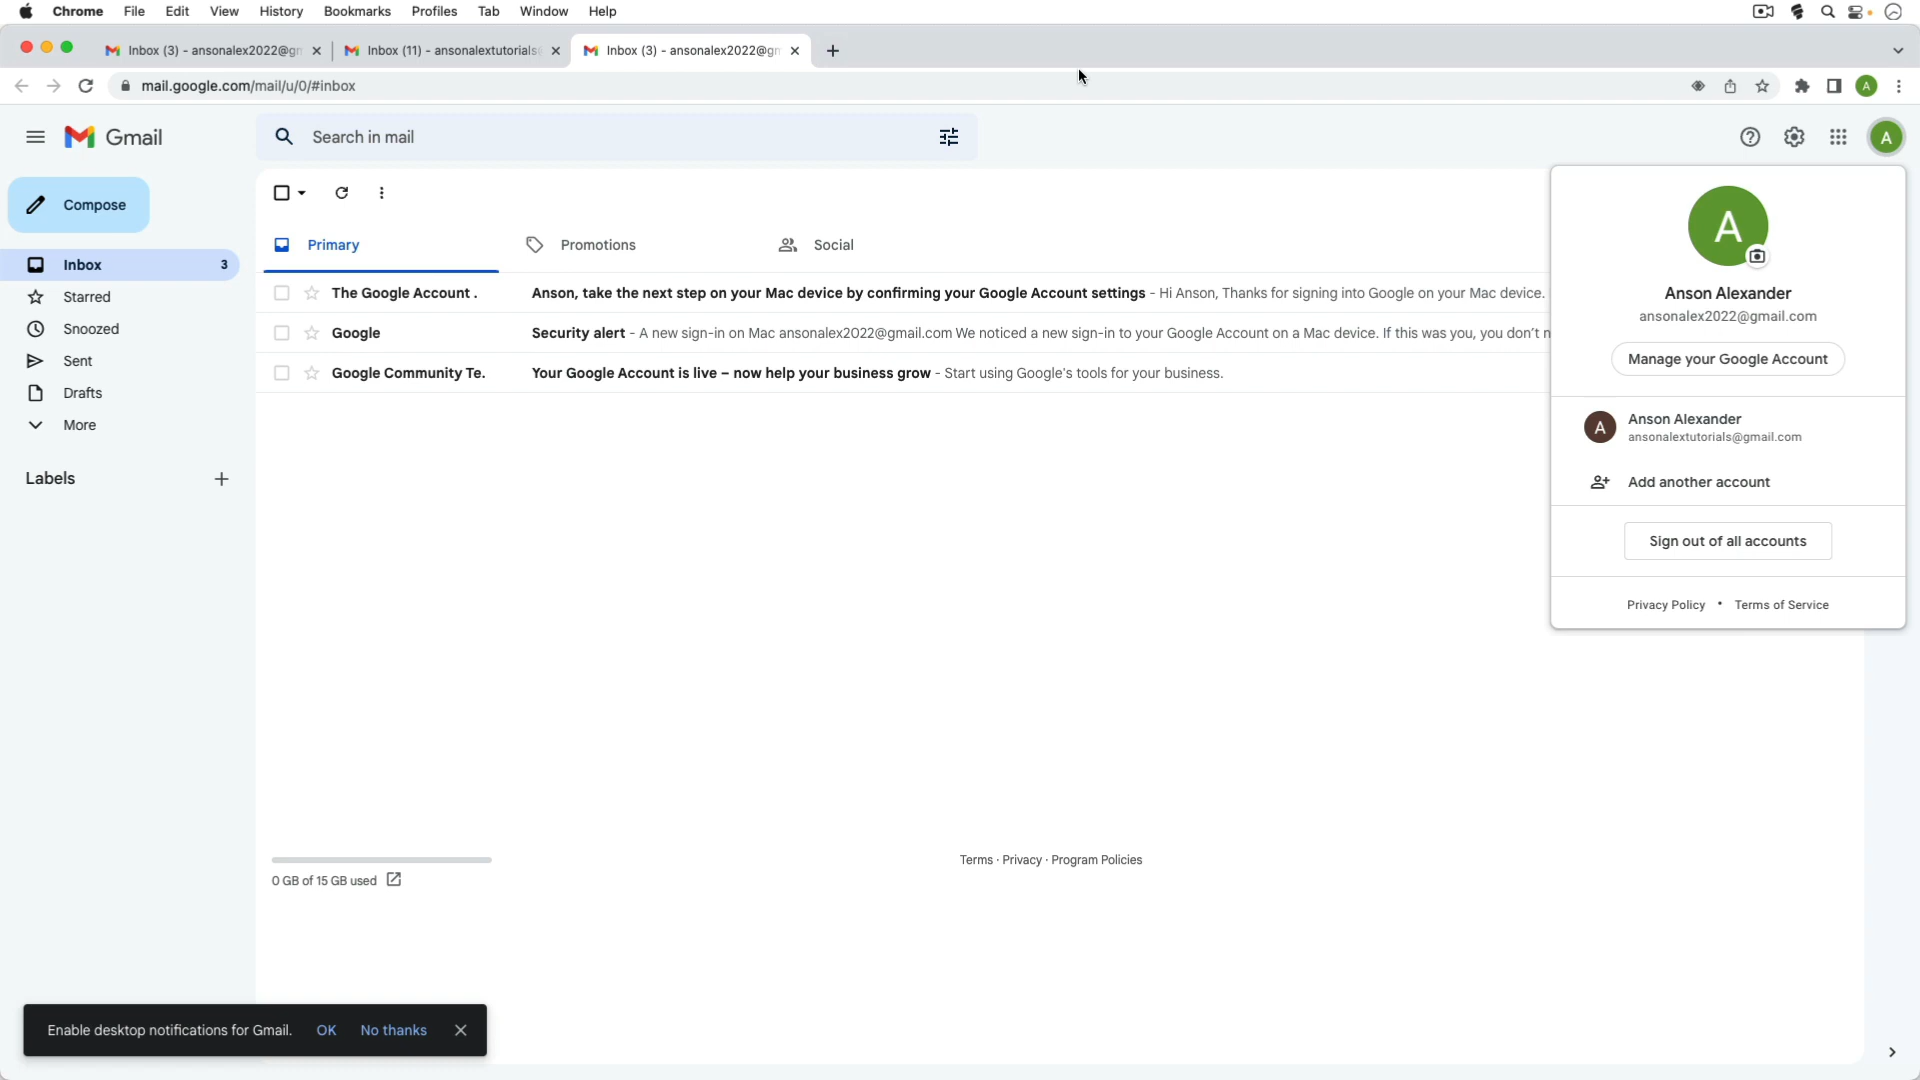 Chrome File Edit View History Bookmarks Profiles Tab Window Help
Inbox (3) - ansonalex2022@gm Inbox (11) - ansonalextutorials Inbox (3) - ansonalex2022@gm
mail.google.com/mail/u/0/#inbox A
Gmail Search in mail A
Compose
Primary Promotions Social
Inbox 3
Starred
Snoozed
Sent
Drafts
More
Labels
The Google Account . Anson, take the next step on your Mac device by confirming your Google Account settings - Hi Anson, Thanks for signing into Google on your Mac device.
Google Security alert - A new sign-in on Mac ansonalex2022@gmail.com We noticed a new sign-in to your Google Account on a Mac device. If this was you, you don't n
Google Community Te. Your Google Account is live – now help your business grow - Start using Google's tools for your business.
A
Anson Alexander
ansonalex2022@gmail.com
Manage your Google Account
A Anson Alexander
ansonalextutorials@gmail.com
Add another account
Sign out of all accounts
Privacy Policy • Terms of Service
Terms · Privacy · Program Policies
0 GB of 15 GB used
Enable desktop notifications for Gmail. OK No thanks